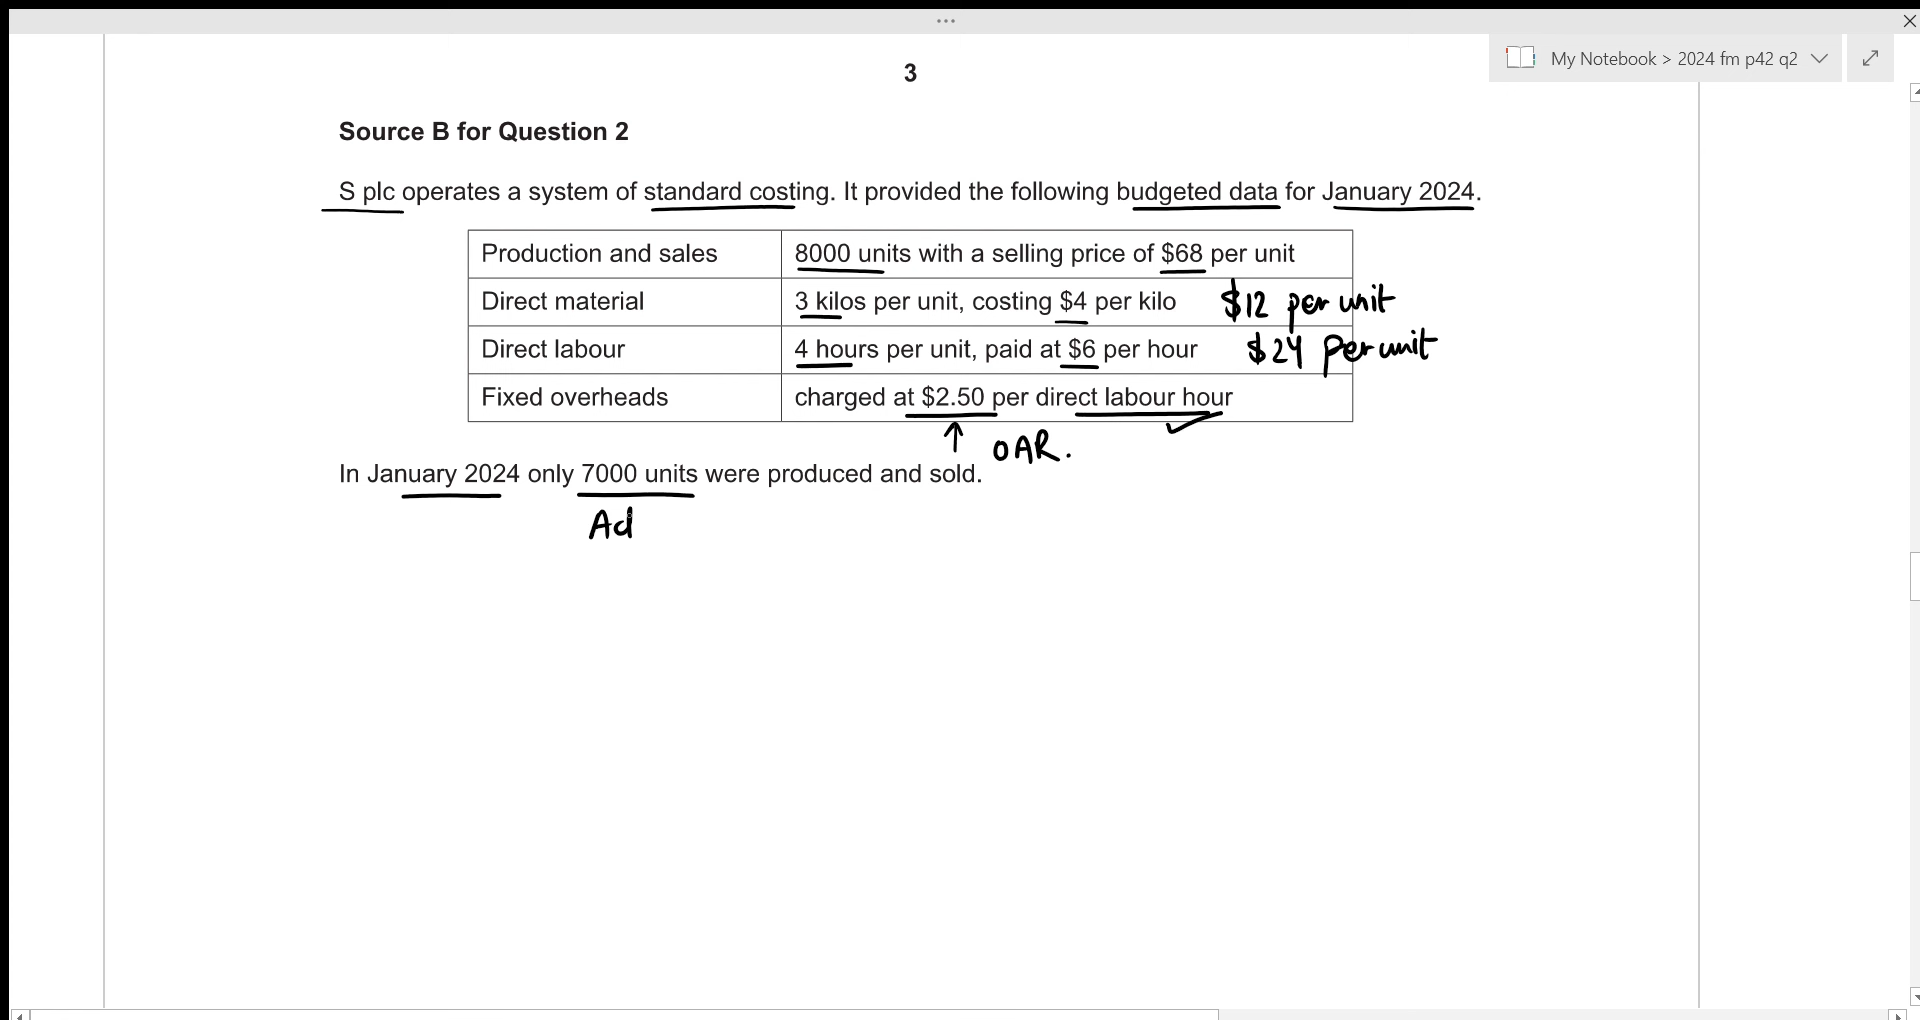 My Notebook > 2024 fm p42 q2
3
Source B for Question 2
S plc operates a system of standard costing. It provided the following budgeted data for January 2024.
Production and sales 8000 units with a selling price of $68 per unit
Direct material 3 kilos per unit, costing $4 per kilo $12 per unit
Direct labour 4 hours per unit, paid at $6 per hour $24 per unit
Fixed overheads charged at $2.50 per direct labour hour
OAR.
In January 2024 only 7000 units were produced and sold.
Ad